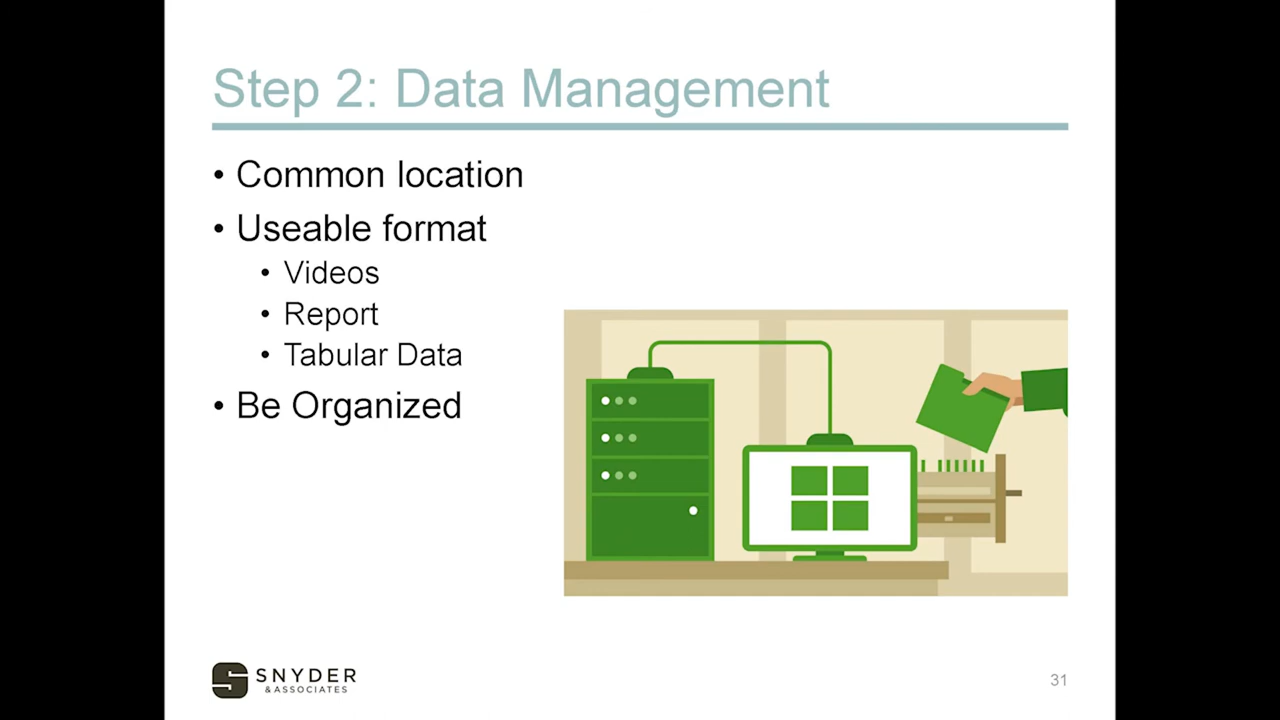 Step 2: Data Management
• Common location
• Useable format
• Videos
• Report
• Tabular Data
• Be Organized
SNYDER
& ASSOCIATES
31